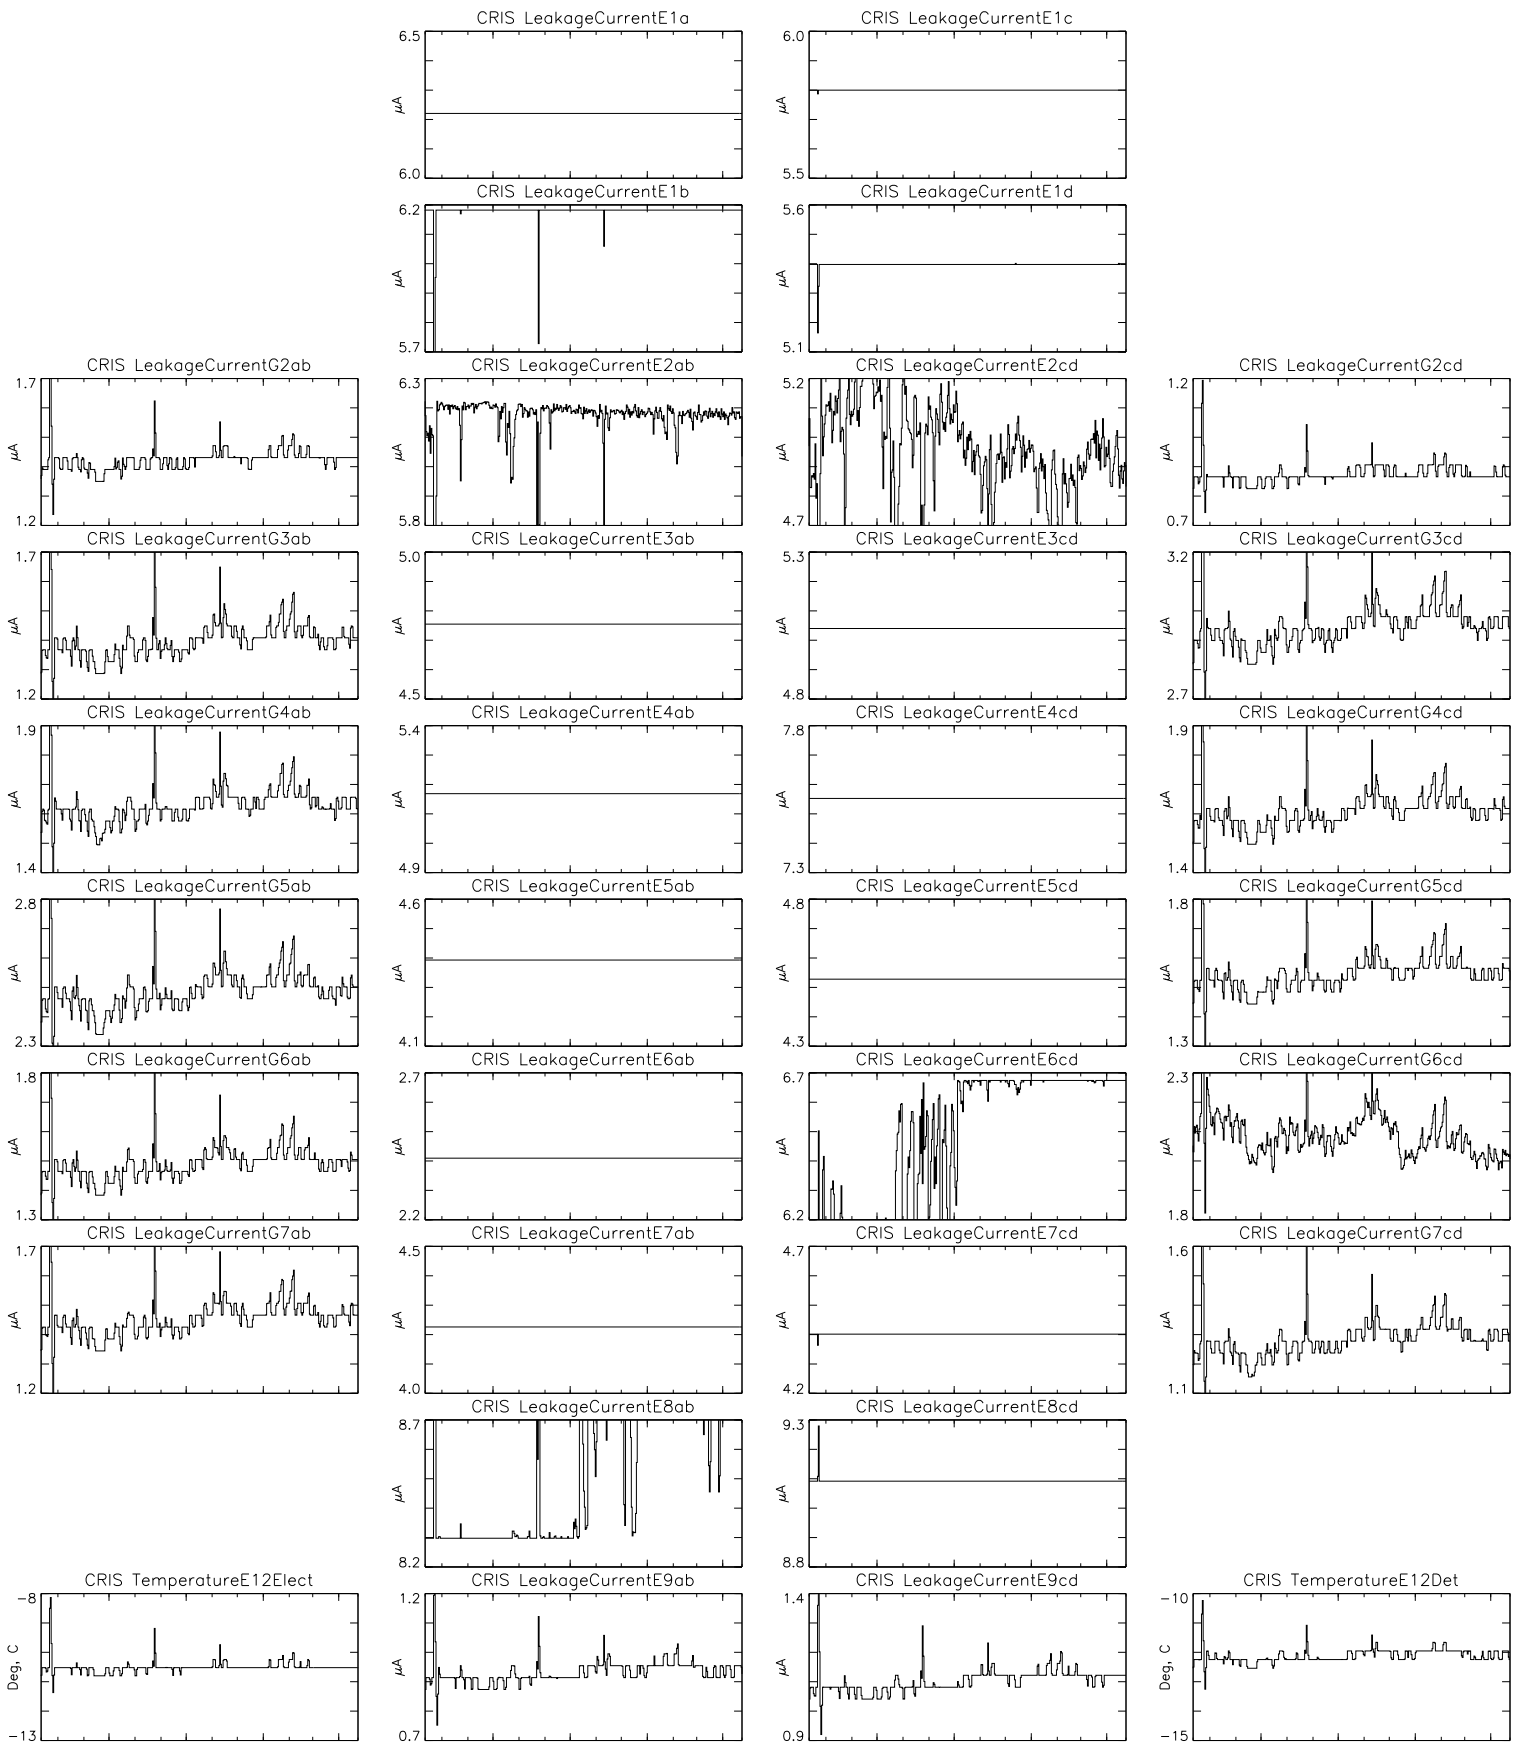 CRIS LeakageCurrentE1a
6.5
μA
6.0
CRIS LeakageCurrentE1c
6.0
μA
5.5
CRIS LeakageCurrentE1b
6.2
μA
5.7
CRIS LeakageCurrentE1d
5.6
μA
5.1
CRIS LeakageCurrentG2ab
1.7
μA
1.2
CRIS LeakageCurrentE2ab
6.3
μA
5.8
CRIS LeakageCurrentE2cd
5.2
μA
4.7
CRIS LeakageCurrentG2cd
1.2
μA
0.7
CRIS LeakageCurrentG3ab
1.7
μA
1.2
CRIS LeakageCurrentE3ab
5.0
μA
4.5
CRIS LeakageCurrentE3cd
5.3
μA
4.8
CRIS LeakageCurrentG3cd
3.2
μA
2.7
CRIS LeakageCurrentG4ab
1.9
μA
1.4
CRIS LeakageCurrentE4ab
5.4
μA
4.9
CRIS LeakageCurrentE4cd
7.8
μA
7.3
CRIS LeakageCurrentG4cd
1.9
μA
1.4
CRIS LeakageCurrentG5ab
2.8
μA
2.3
CRIS LeakageCurrentE5ab
4.6
μA
4.1
CRIS LeakageCurrentE5cd
4.8
μA
4.3
CRIS LeakageCurrentG5cd
1.8
μA
1.3
CRIS LeakageCurrentG6ab
1.8
μA
1.3
CRIS LeakageCurrentE6ab
2.7
μA
2.2
CRIS LeakageCurrentE6cd
6.7
μA
6.2
CRIS LeakageCurrentG6cd
2.3
μA
1.8
CRIS LeakageCurrentG7ab
1.7
μA
1.2
CRIS LeakageCurrentE7ab
4.5
μA
4.0
CRIS LeakageCurrentE7cd
4.7
μA
4.2
CRIS LeakageCurrentG7cd
1.6
μA
1.1
CRIS LeakageCurrentE8ab
8.7
μA
8.2
CRIS LeakageCurrentE8cd
9.3
μA
8.8
CRIS TemperatureE12Elect
-8
Deg, C
-13
CRIS LeakageCurrentE9ab
1.2
μA
0.7
CRIS LeakageCurrentE9cd
1.4
μA
0.9
CRIS TemperatureE12Det
-10
Deg, C
-15